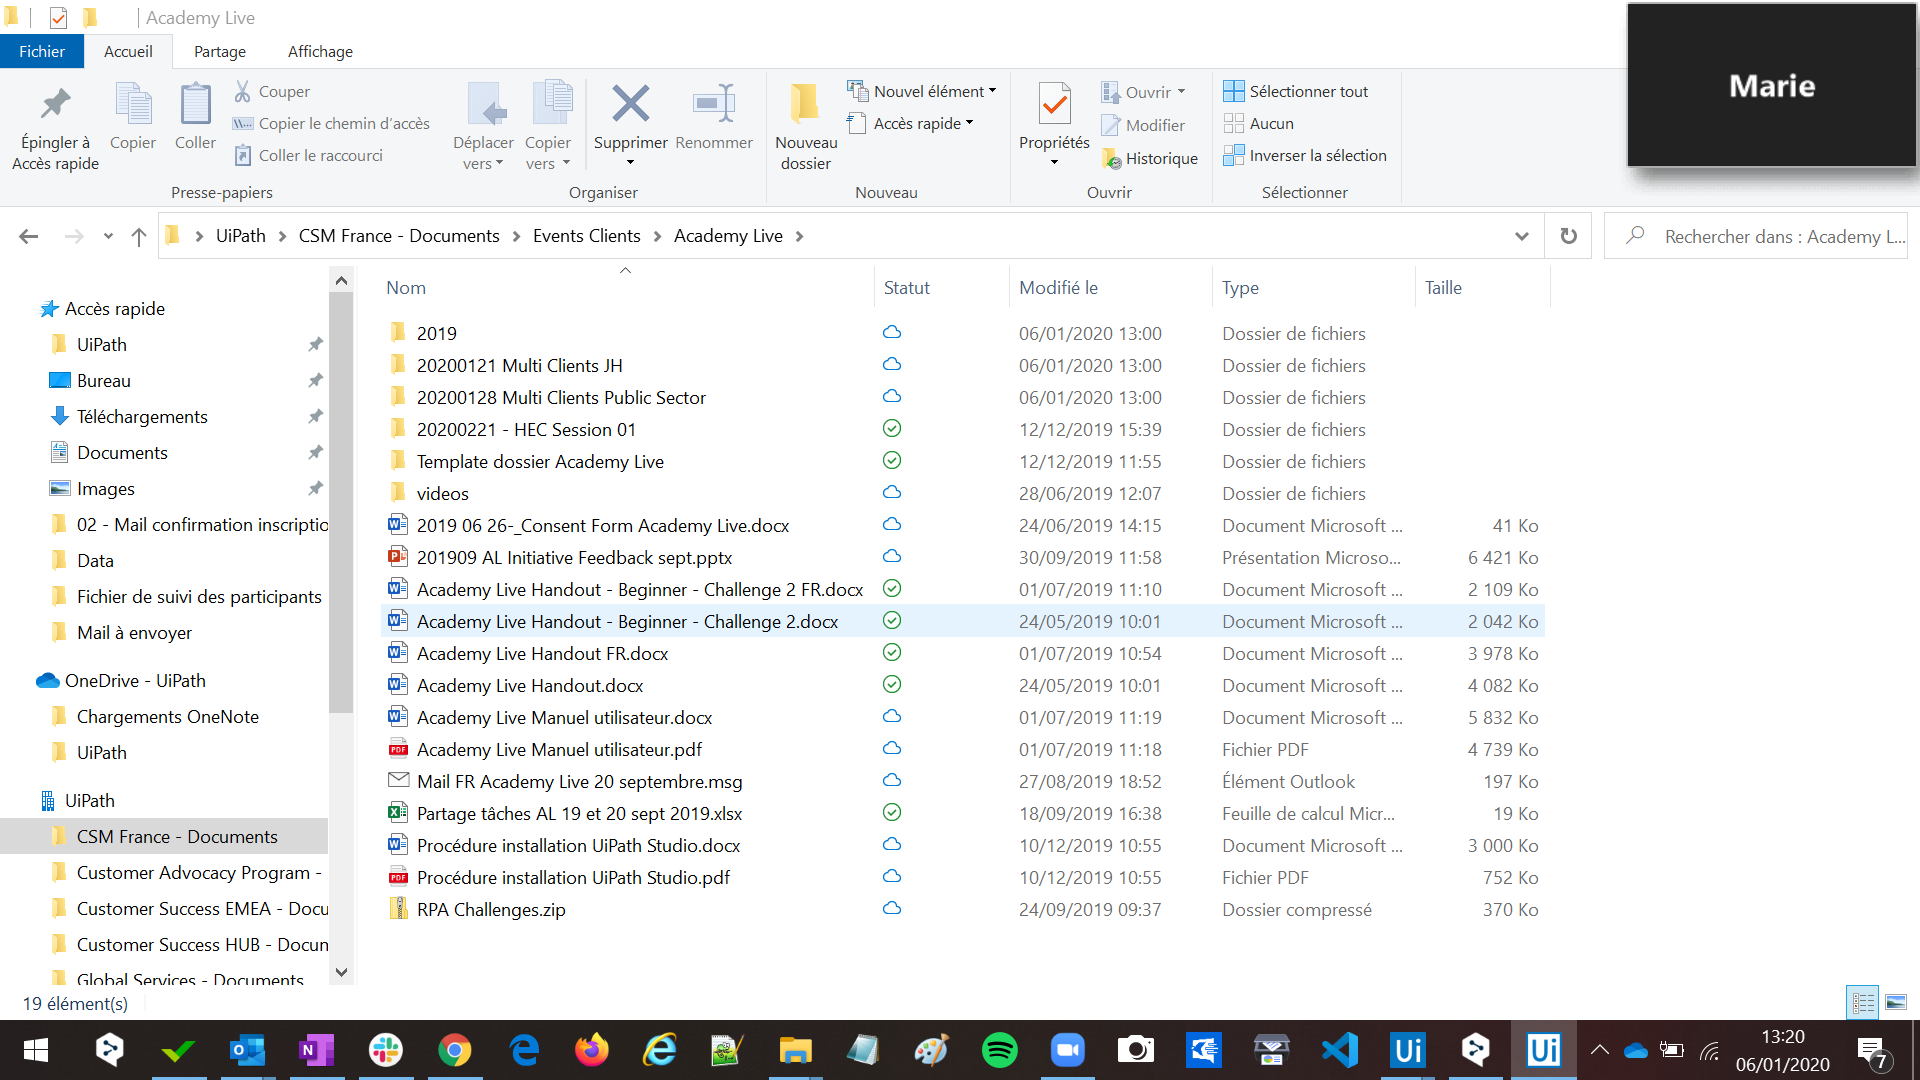 Academy Live
Marie
Fichier Accueil Partage Affichage
Épingler à Accès rapide
Copier
Coller
Couper
Copier le chemin d'accès
Coller le raccourci
Déplacer vers
Copier vers
Supprimer
Renommer
Nouveau dossier
Nouvel élément
Accès rapide
Propriétés
Ouvrir
Modifier
Historique
Sélectionner tout
Aucun
Inverser la sélection
Presse-papiers Organiser Nouveau Ouvrir Sélectionner
UiPath CSM France - Documents Events Clients Academy Live
Rechercher dans : Academy L...
Accès rapide
UiPath
Bureau
Téléchargements
Documents
Images
02 - Mail confirmation inscriptio
Data
Fichier de suivi des participants
Mail à envoyer
OneDrive - UiPath
Chargements OneNote
UiPath
UiPath
CSM France - Documents
Customer Advocacy Program -
Customer Success EMEA - Docu
Customer Success HUB - Docun
Global Services - Documents
Nom Statut Modifié le Type Taille
2019 06/01/2020 13:00 Dossier de fichiers
20200121 Multi Clients JH 06/01/2020 13:00 Dossier de fichiers
20200128 Multi Clients Public Sector 06/01/2020 13:00 Dossier de fichiers
20200221 - HEC Session 01 12/12/2019 15:39 Dossier de fichiers
Template dossier Academy Live 12/12/2019 11:55 Dossier de fichiers
videos 28/06/2019 12:07 Dossier de fichiers
2019 06 26-_Consent Form Academy Live.docx 24/06/2019 14:15 Document Microsoft ... 41 Ko
201909 AL Initiative Feedback sept.pptx 30/09/2019 11:58 Présentation Microso... 6 421 Ko
Academy Live Handout - Beginner - Challenge 2 FR.docx 01/07/2019 11:10 Document Microsoft ... 2 109 Ko
Academy Live Handout - Beginner - Challenge 2.docx 24/05/2019 10:01 Document Microsoft ... 2 042 Ko
Academy Live Handout FR.docx 01/07/2019 10:54 Document Microsoft ... 3 978 Ko
Academy Live Handout.docx 24/05/2019 10:01 Document Microsoft ... 4 082 Ko
Academy Live Manuel utilisateur.docx 01/07/2019 11:19 Document Microsoft ... 5 832 Ko
Academy Live Manuel utilisateur.pdf 01/07/2019 11:18 Fichier PDF 4 739 Ko
Mail FR Academy Live 20 septembre.msg 27/08/2019 18:52 Élément Outlook 197 Ko
Partage tâches AL 19 et 20 sept 2019.xlsx 18/09/2019 16:38 Feuille de calcul Micr... 19 Ko
Procédure installation UiPath Studio.docx 10/12/2019 10:55 Document Microsoft ... 3 000 Ko
Procédure installation UiPath Studio.pdf 10/12/2019 10:55 Fichier PDF 752 Ko
RPA Challenges.zip 24/09/2019 09:37 Dossier compressé 370 Ko
19 élément(s)
Ui
Ui
13:20
06/01/2020
7